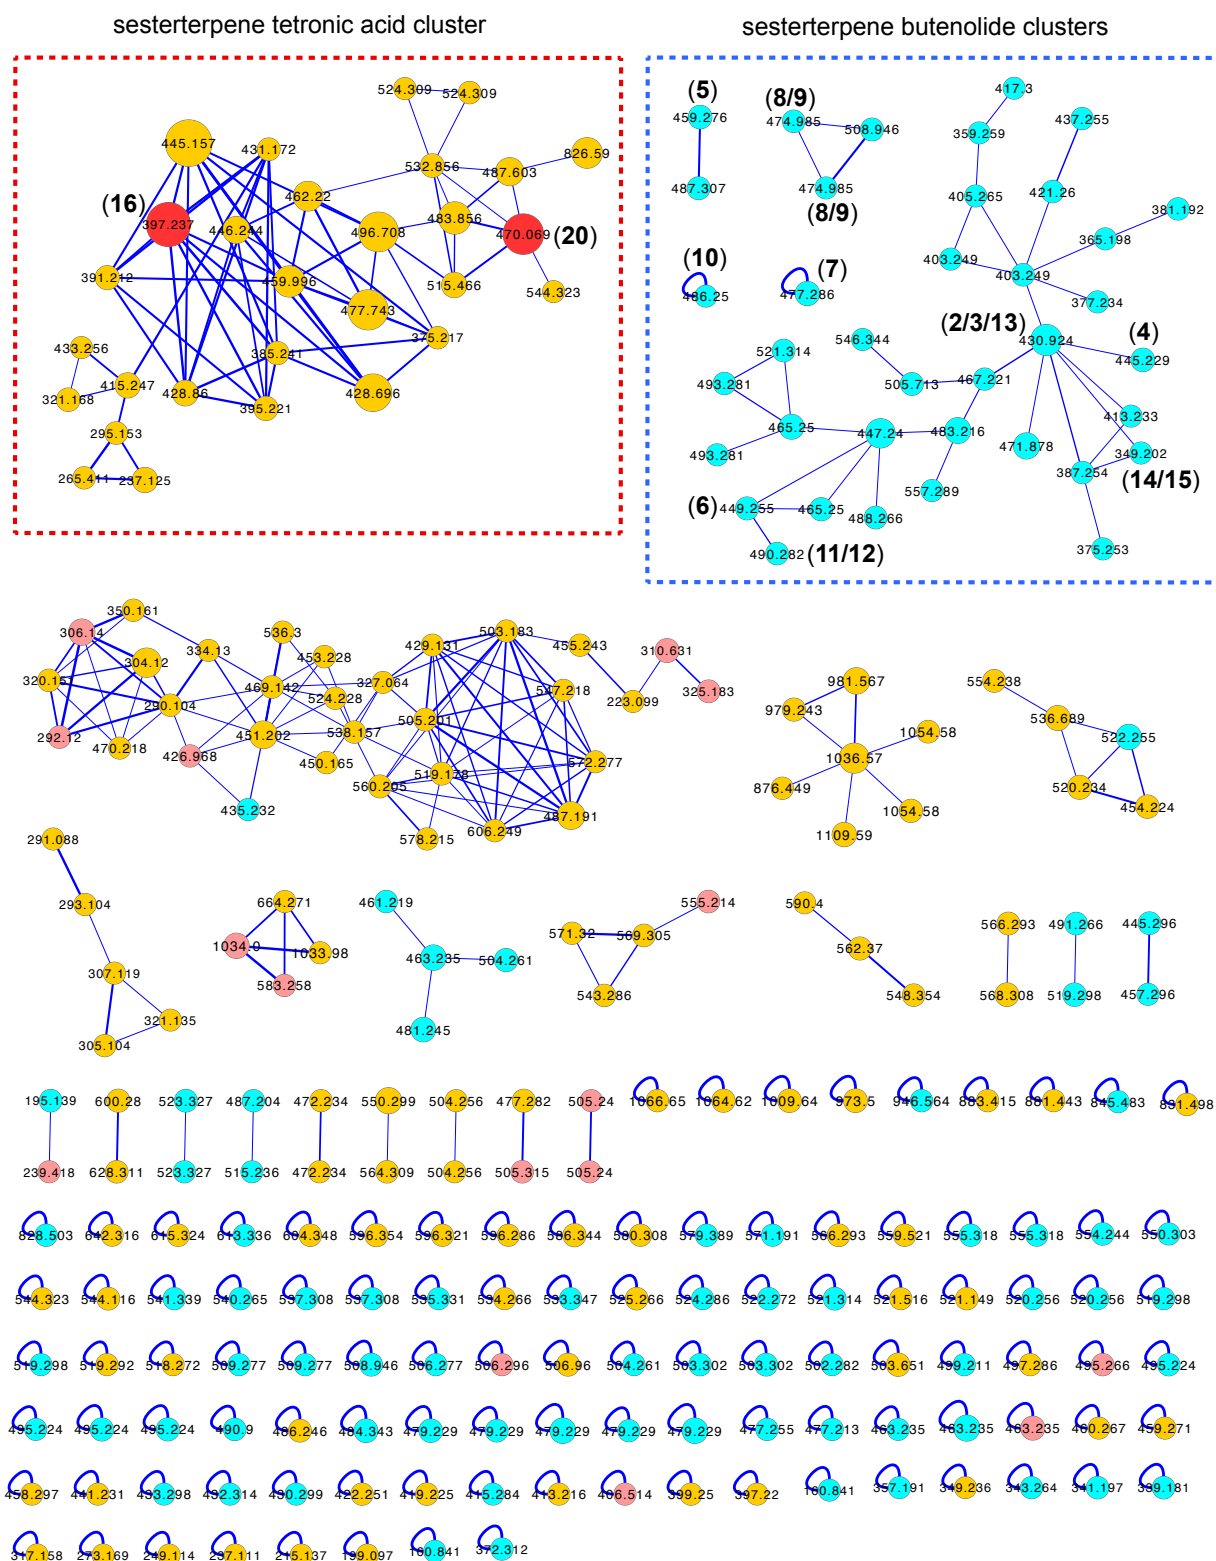 sesterterpene tetronic acid cluster
sesterterpene butenolide clusters
524.309 524.309
445.157 431.172
532.856 487.603 826.59
462.22
(16)
397.237 446.244 496.708 483.856 470.069 (20)
391.212 459.996 515.466 544.323
477.743
433.256 385.241 375.217
321.168 415.247 428.86 395.221 428.696
295.153
265.411 237.125
(5) (8/9) 417.3
459.276 474.985 508.946 359.259 437.255
487.307 474.985 405.265 421.26 381.192
(8/9) 365.198
(10) (7) 403.249 403.249
486.25 477.286 377.234
(2/3/13) (4)
546.344 430.924 445.229
521.314
493.281 505.713 467.221 413.233
465.25 447.24 483.216 471.878 349.202
493.281 387.254 (14/15)
557.289
(6) 449.255 465.25 488.266
490.282 (11/12) 375.253
350.161 503.183
306.14 334.13 536.3 429.131 455.243 310.631
304.12 453.228
320.151 469.142 327.064 547.218 325.183
290.104 524.228 223.099
292.12 470.218 426.968 451.202 538.157 505.201
450.165 519.178 572.277
560.205
435.232 487.191
578.215 606.249
981.567
979.243 1054.58
1036.57
876.449 1054.58
1109.59
554.238
536.689 522.255
520.234 454.224
291.088
293.104
307.119
321.135
305.104
664.271
1034.0 1033.98
583.258
461.219
463.235 504.261
481.245
555.214
571.32 569.305
543.286
590.4
562.37
548.354
566.293 491.266 445.296
568.308 519.298 457.296
195.139 600.28 523.327 487.204 472.234 550.299 504.256 477.282 505.24 1066.65 1064.62 1009.64 973.5 946.564 883.415 881.443 845.483 831.498
239.418 628.311 523.327 515.236 472.234 564.309 504.256 505.315 505.24
828.503 642.316 615.324 613.336 604.348 596.354 596.321 596.286 596.344 580.308 579.389 571.191 566.293 559.521 555.318 555.318 554.244 550.303
544.323 544.116 541.339 540.265 537.308 537.308 535.331 534.266 533.347 525.266 524.286 522.272 521.314 521.516 521.149 520.256 520.256 519.298
519.298 519.292 518.272 509.277 509.277 508.946 506.277 506.296 506.96 504.261 503.302 503.302 502.282 503.651 499.211 497.286 495.266 495.224
495.224 495.224 495.224 490.9 486.246 484.343 479.229 479.229 479.229 479.229 479.229 477.255 477.213 463.235 463.235 463.235 460.267 459.271
458.297 441.231 433.298 432.314 430.299 422.251 419.225 415.284 413.216 406.514 399.25 397.22 160.841 357.191 349.236 343.264 341.197 339.181
317.158 273.169 249.114 237.111 215.137 199.097 160.841 372.312